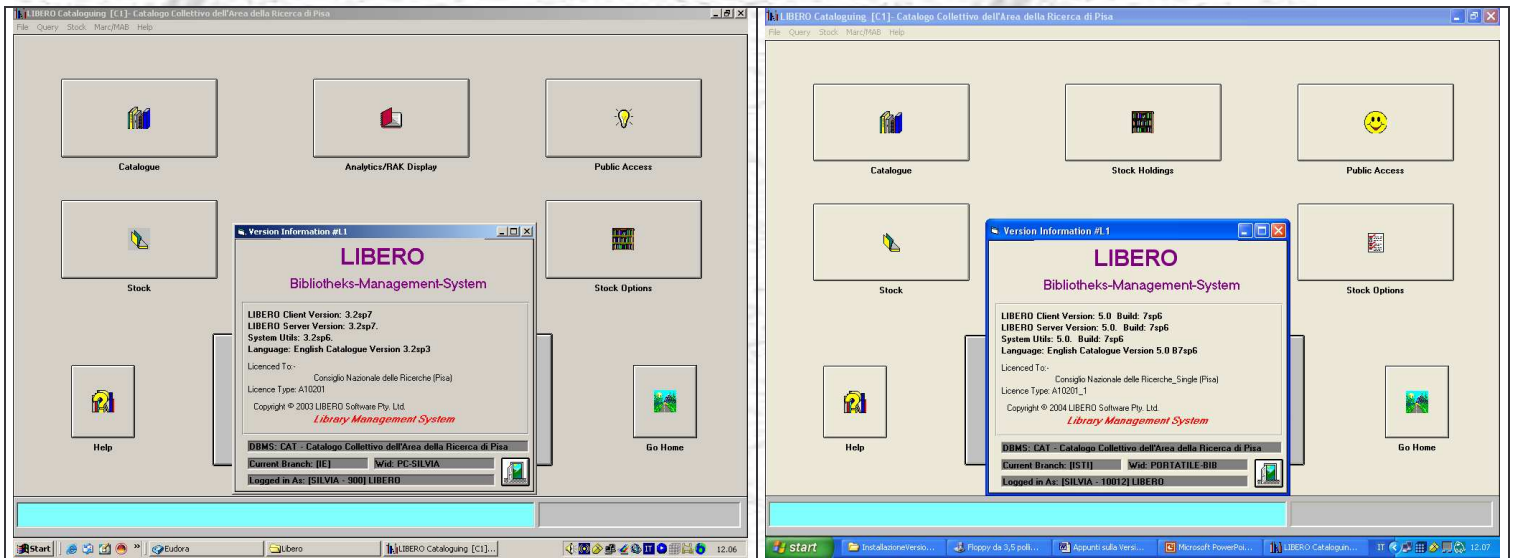 LIBERO Cataloguing [C1]- Catalogo Collettivo dell'Area della Ricerca di Pisa
File Query Stock Marc/MAB Help
Catalogue
Analytics/RAK Display
Public Access
Stock
Stock Options
Version Information #L1
LIBERO
Bibliotheks-Management-System
LIBERO Client Version: 3.2sp7
LIBERO Server Version: 3.2sp7.
System Utils: 3.2sp6.
Language: English Catalogue Version 3.2sp3
Licenced To:-
Consiglio Nazionale delle Ricerche (Pisa)
Licence Type: A10201
Copyright © 2003 LIBERO Software Pty. Ltd.
Library Management System
DBMS: CAT - Catalogo Collettivo dell'Area della Ricerca di Pisa
Current Branch: [IE] Wid: PC-SILVIA
Logged in As: [SILVIA - 900] LIBERO
Help
Go Home
Start Eudora Libero LIBERO Cataloguing [C1]... 12.06
LIBERO Cataloguing [C1]- Catalogo Collettivo dell'Area della Ricerca di Pisa
File Query Stock Marc/MAB Help
Catalogue
Stock Holdings
Public Access
Stock
Stock Options
Version Information #L1
LIBERO
Bibliotheks-Management-System
LIBERO Client Version: 5.0 Build: 7sp6
LIBERO Server Version: 5.0. Build: 7sp6
System Utils: 5.0. Build: 7sp6
Language: English Catalogue Version 5.0 B7sp6
Licenced To:-
Consiglio Nazionale delle Ricerche_Single (Pisa)
Licence Type: A10201_1
Copyright © 2004 LIBERO Software Pty. Ltd.
Library Management System
DBMS: CAT - Catalogo Collettivo dell'Area della Ricerca di Pisa
Current Branch: [ISTI] Wid: PORTATILE-BIB
Logged in As: [SILVIA - 10012] LIBERO
Help
Go Home
start InstallazioneVersio... Floppy da 3,5 polli... Appunti sulla Versi... Microsoft PowerPoi... LIBERO Cataloguin... IT 12.07